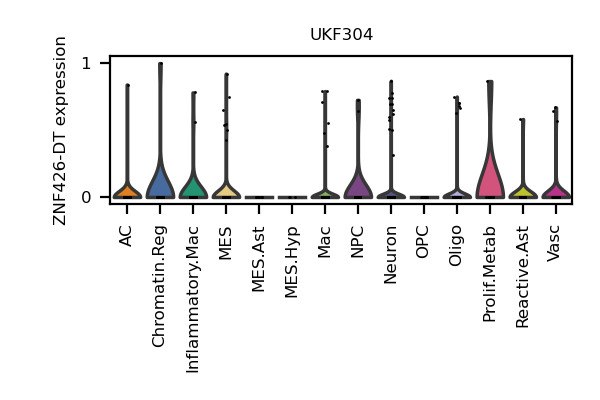 UKF304
ZNF426-DT expression
1
0
AC
Chromatin.Reg
Inflammatory.Mac
MES
MES.Ast
MES.Hyp
Mac
NPC
Neuron
OPC
Oligo
Prolif.Metab
Reactive.Ast
Vasc